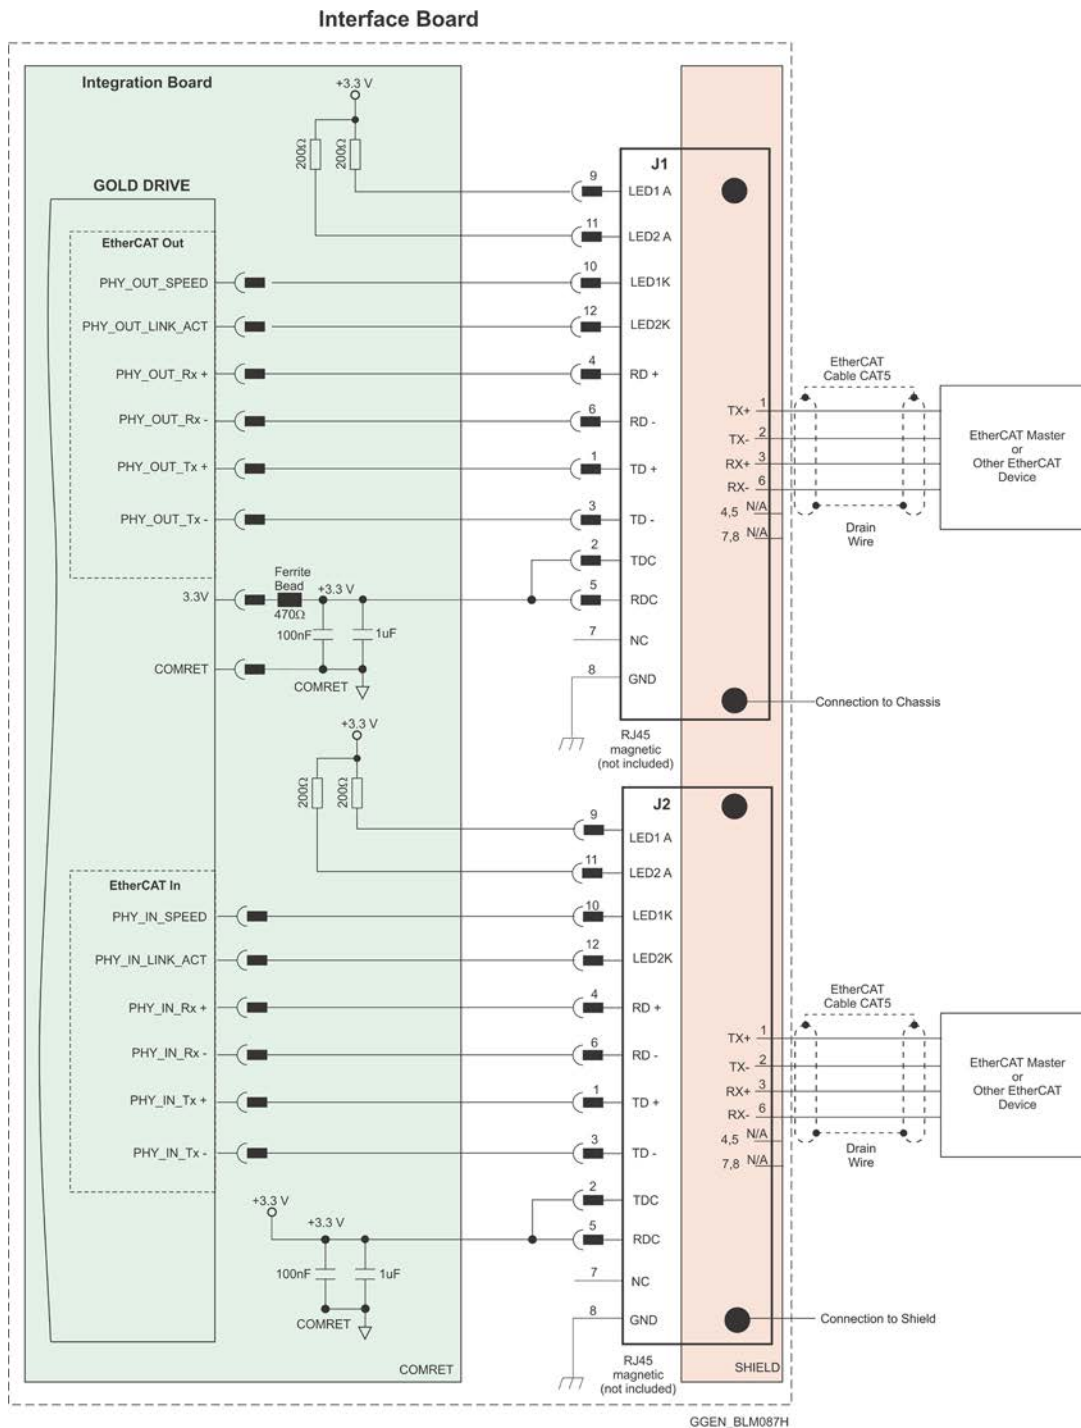 Interface Board
Integration Board
+3.3 V
200Ω
200Ω
J1
GOLD DRIVE
9
LED1 A
EtherCAT Out
11
LED2 A
PHY_OUT_SPEED
10
LED1K
PHY_OUT_LINK_ACT
12
LED2K
PHY_OUT_Rx +
4
RD +
PHY_OUT_Rx -
6
RD -
PHY_OUT_Tx +
1
TD +
PHY_OUT_Tx -
3
TD -
2
TDC
3.3V
Ferrite
Bead
470Ω
+3.3 V
100nF
1uF
5
RDC
7
NC
COMRET
COMRET
8
GND
RJ45
magnetic
(not included)
TX+ 1
TX- 2
RX+ 3
RX- 6
4,5 N/A
7,8 N/A
EtherCAT
Cable CAT5
Drain
Wire
EtherCAT Master
or
Other EtherCAT
Device
Connection to Chassis
+3.3 V
200Ω
200Ω
J2
9
LED1 A
11
LED2 A
EtherCAT In
PHY_IN_SPEED
10
LED1K
PHY_IN_LINK_ACT
12
LED2K
PHY_IN_Rx +
4
RD +
PHY_IN_Rx -
6
RD -
PHY_IN_Tx +
1
TD +
PHY_IN_Tx -
3
TD -
2
TDC
+3.3 V
+3.3 V
100nF
1uF
5
RDC
7
NC
COMRET
8
GND
RJ45
magnetic
(not included)
TX+ 1
TX- 2
RX+ 3
RX- 6
4,5 N/A
7,8 N/A
EtherCAT
Cable CAT5
Drain
Wire
EtherCAT Master
or
Other EtherCAT
Device
Connection to Shield
COMRET
SHIELD
GGEN_BLM087H